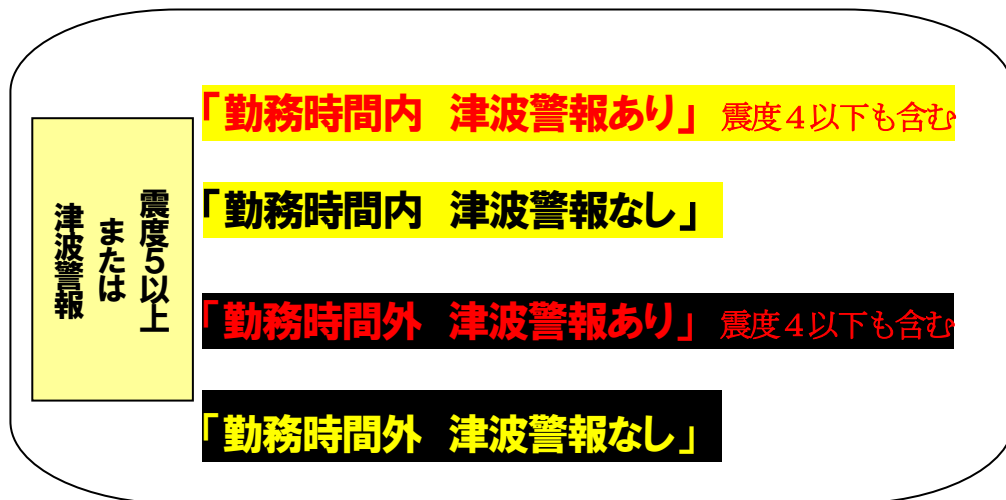 震度５以上
または
津波警報
「勤務時間内　津波警報あり」 震度４以下も含む
「勤務時間内　津波警報なし」
「勤務時間外　津波警報あり」 震度４以下も含む
「勤務時間外　津波警報なし」